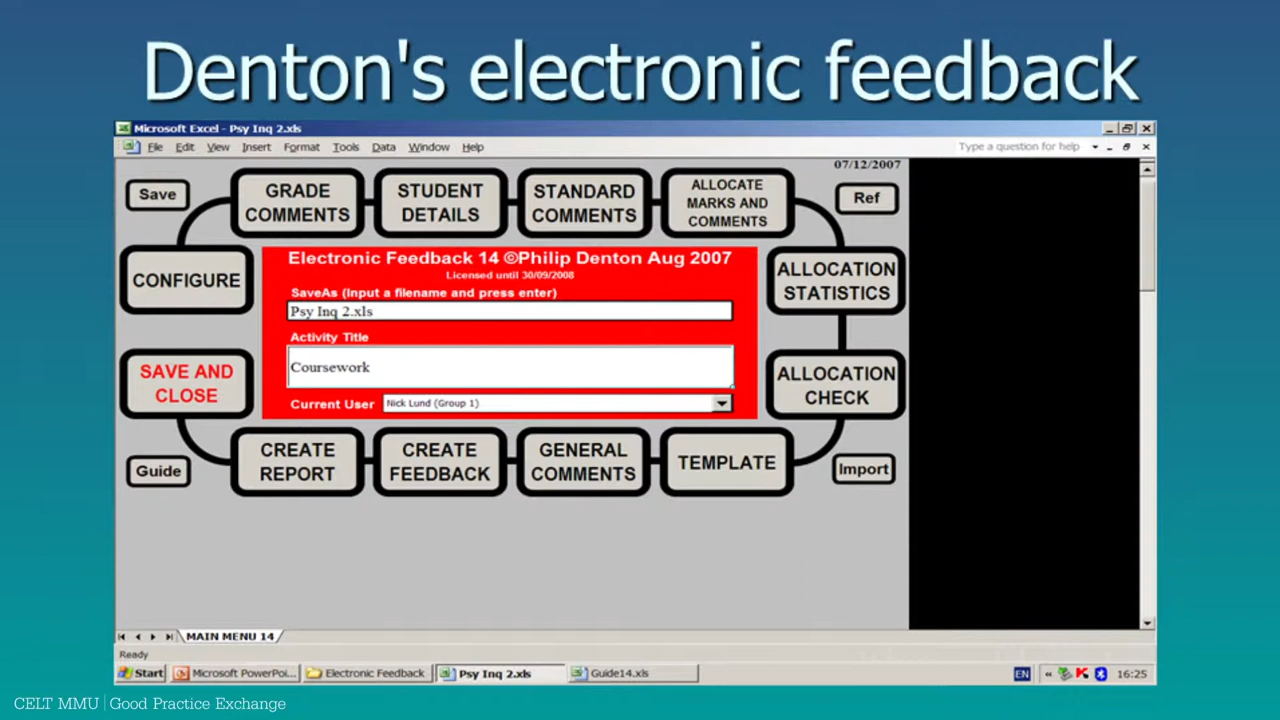 Denton's electronic feedback
Microsoft Excel - Psy Inq 2.xls
File Edit View Insert Format Tools Data Window Help
Type a question for help
07/12/2007
Save
GRADE
COMMENTS
STUDENT
DETAILS
STANDARD
COMMENTS
ALLOCATE
MARKS AND
COMMENTS
Ref
CONFIGURE
Electronic Feedback 14 ©Philip Denton Aug 2007
Licensed until 30/09/2008
SaveAs (Input a filename and press enter)
Psy Inq 2.xls
Activity Title
Coursework
Current User Nick Lund (Group 1)
ALLOCATION
STATISTICS
SAVE AND
CLOSE
ALLOCATION
CHECK
Guide
CREATE
REPORT
CREATE
FEEDBACK
GENERAL
COMMENTS
TEMPLATE
Import
MAIN MENU 14
Ready
Start Microsoft PowerPoi... Electronic Feedback Psy Inq 2.xls Guide14.xls EN « K 16:25
CELT MMU | Good Practice Exchange